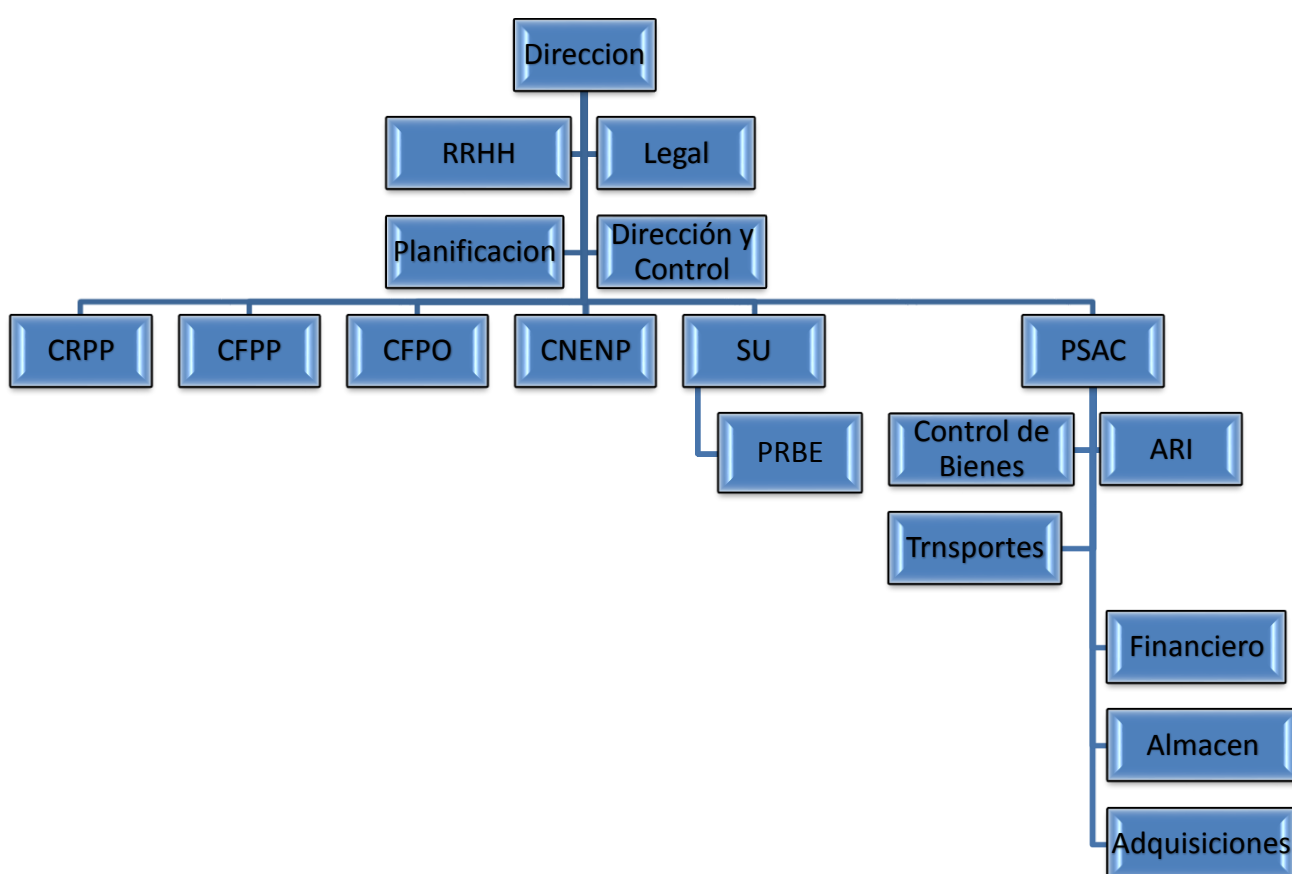 Direccion
RRHH
Legal
Planificacion
Dirección y
Control
CRPP
CFPP
CFPO
CNENP
SU
PSAC
PRBE
Control de
Bienes
ARI
Trnsportes
Financiero
Almacen
Adquisiciones